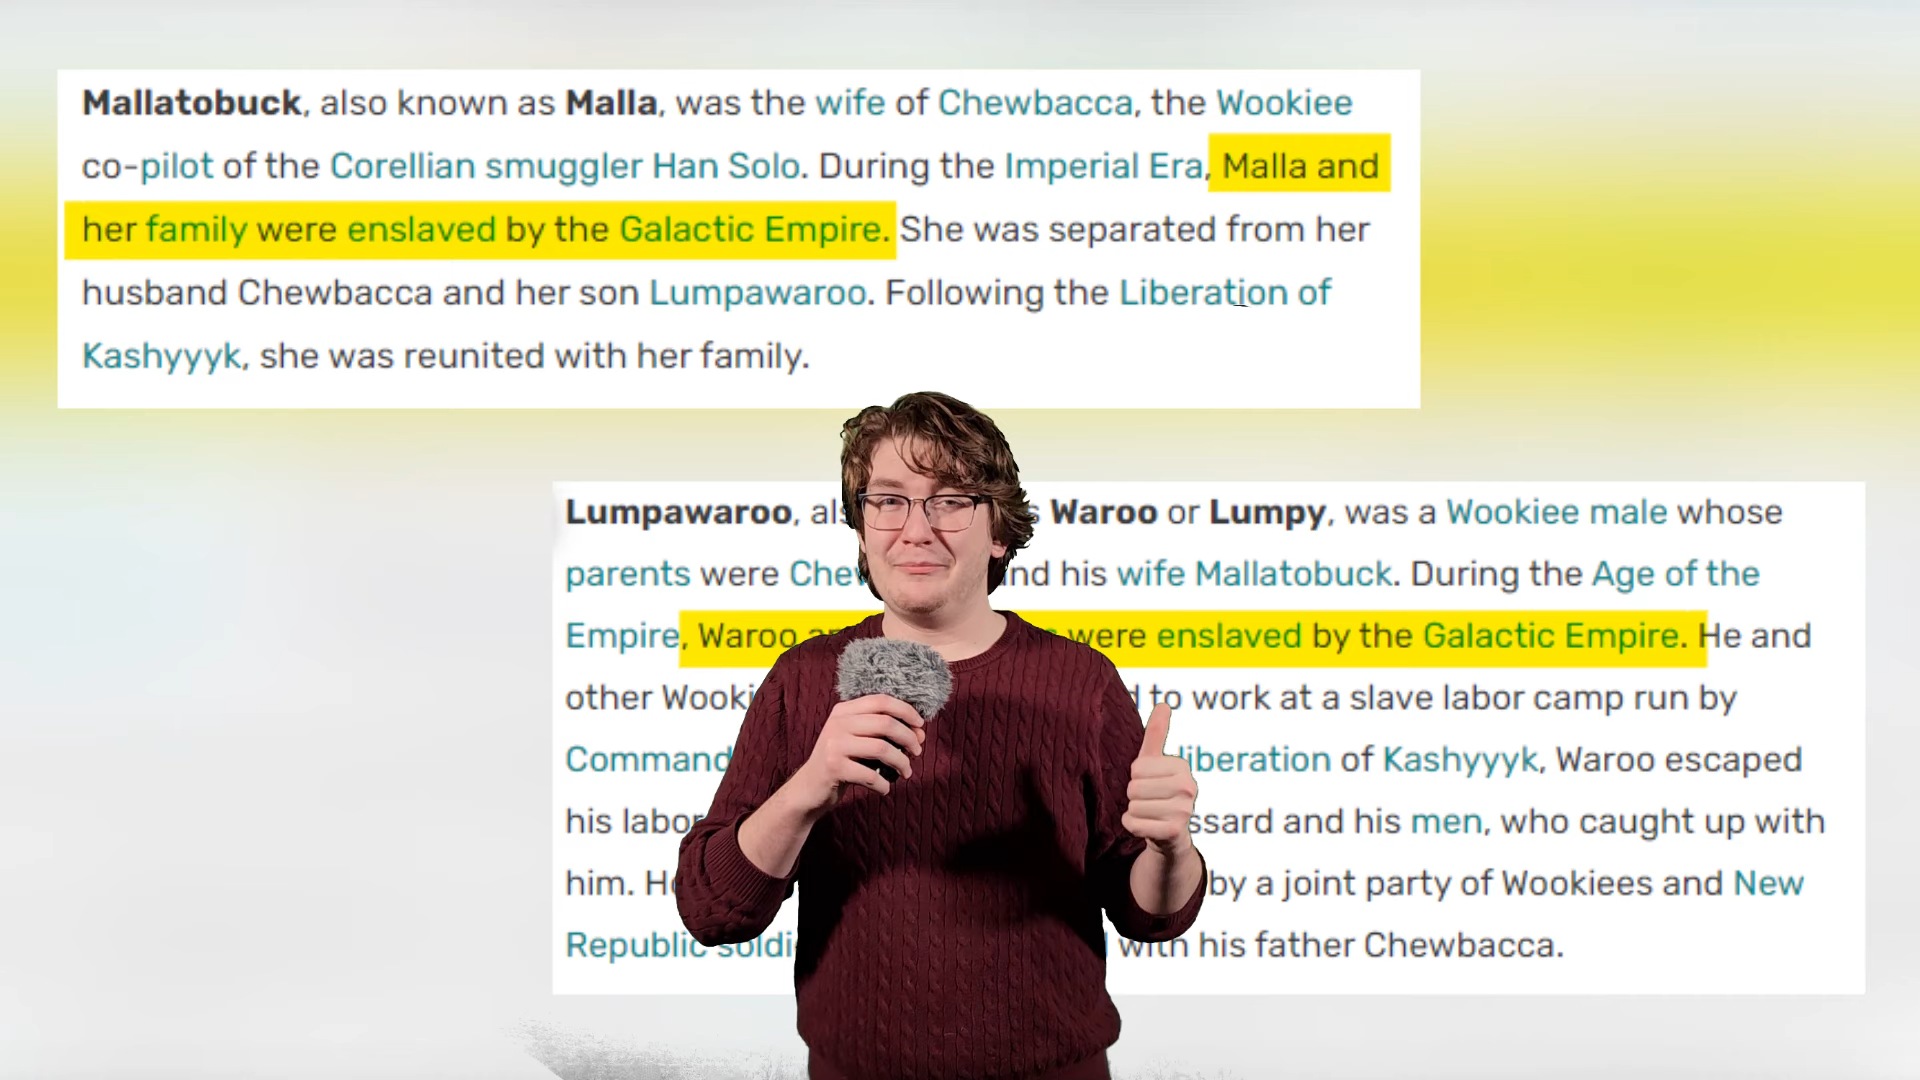 Mallatobuck, also known as Malla, was the wife of Chewbacca, the Wookiee
co-pilot of the Corellian smuggler Han Solo. During the Imperial Era, Malla and
her family were enslaved by the Galactic Empire. She was separated from her
husband Chewbacca and her son Lumpawaroo. Following the Liberation of
Kashyyyk, she was reunited with her family.
Lumpawaroo, Waroo or Lumpy, was a Wookiee male whose
parents were and his wife Mallatobuck. During the Age of the
Empire, Waroo were enslaved by the Galactic Empire. He and
other to work at a slave labor camp run by
liberation of Kashyyyk, Waroo escaped
his and his men, who caught up with
him. by a joint party of Wookiees and New
Republic with his father Chewbacca.